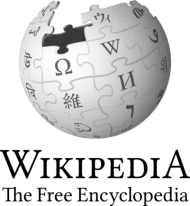 Ω W
維 И
WIKIPEDIA
The Free Encyclopedia